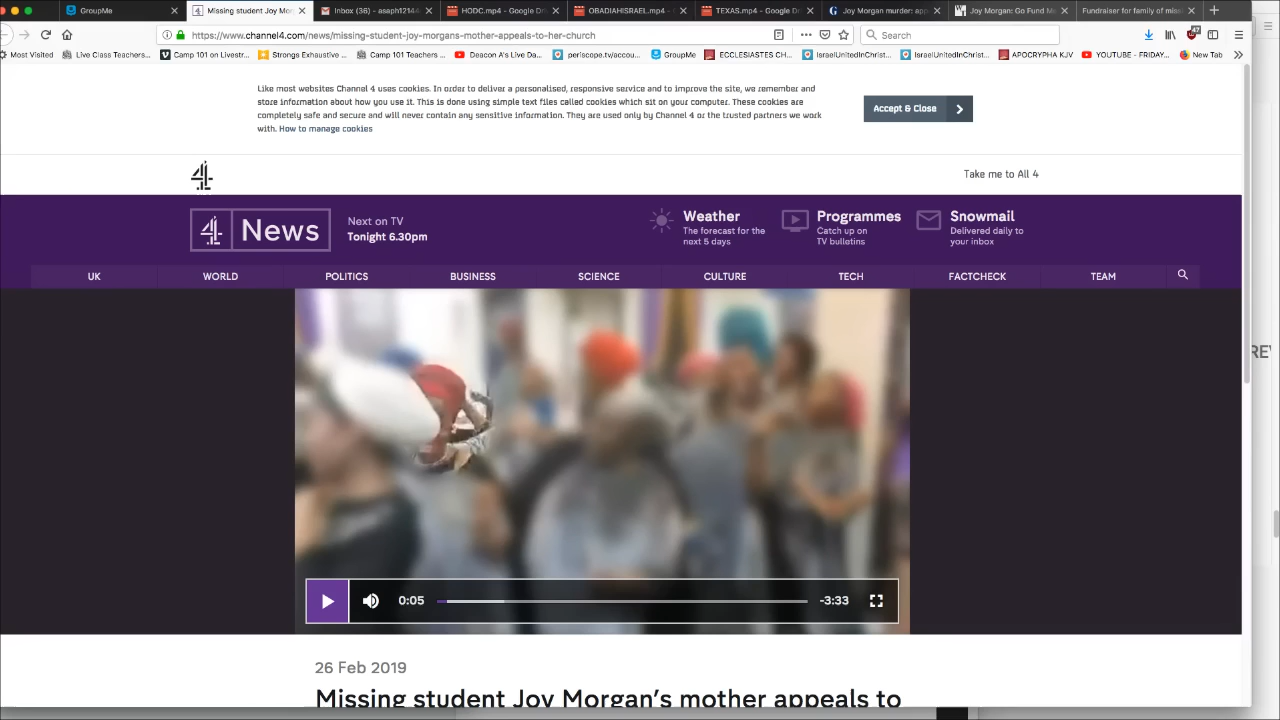 GroupMe
Missing student Joy Mor
Inbox (36) - aseph12144
HODC.mp4 - Google Dr
OBADIAHISRAEL.mp4 -
TEXAS.mp4 - Google Dr
Joy Morgan murder: app
Joy Morgan: Go Fund M
Fundraiser for family of missi
https://www.channel4.com/news/missing-student-joy-morgans-mother-appeals-to-her-church
Search
47
Most Visited
Live Class Teachers...
Camp 101 on Livestr...
Strongs Exhaustive ...
Camp 101 Teachers ...
Deacon A's Live Da...
periscope.tv/accou...
GroupMe
ECCLESIASTES CH...
IsraelUnitedInChrist...
IsraelUnitedInChrist...
APOCRYPHA KJV
YOUTUBE - FRIDAY...
New Tab
Like most websites Channel 4 uses cookies. In order to deliver a personalised, responsive service and to improve the site, we remember and
store information about how you use it. This is done using simple text files called cookies which sit on your computer. These cookies are
completely safe and secure and will never contain any sensitive information. They are used only by Channel 4 or the trusted partners we work
with. How to manage cookies
Accept & Close
4
Take me to All 4
4 News
Next on TV
Tonight 6.30pm
Weather
The forecast for the
next 5 days
Programmes
Catch up on
TV bulletins
Snowmail
Delivered daily to
your inbox
UK
WORLD
POLITICS
BUSINESS
SCIENCE
CULTURE
TECH
FACTCHECK
TEAM
0:05
-3:33
26 Feb 2019
Missing student Joy Morgan's mother appeals to